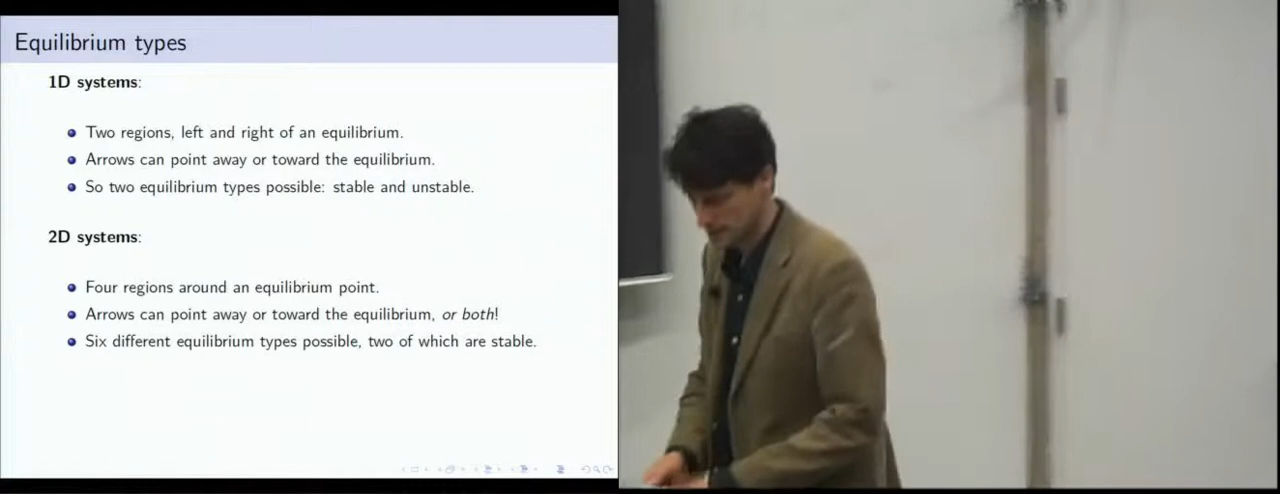 Equilibrium types
1D systems:
Two regions, left and right of an equilibrium.
Arrows can point away or toward the equilibrium.
So two equilibrium types possible: stable and unstable.
2D systems:
Four regions around an equilibrium point.
Arrows can point away or toward the equilibrium, or both!
Six different equilibrium types possible, two of which are stable.